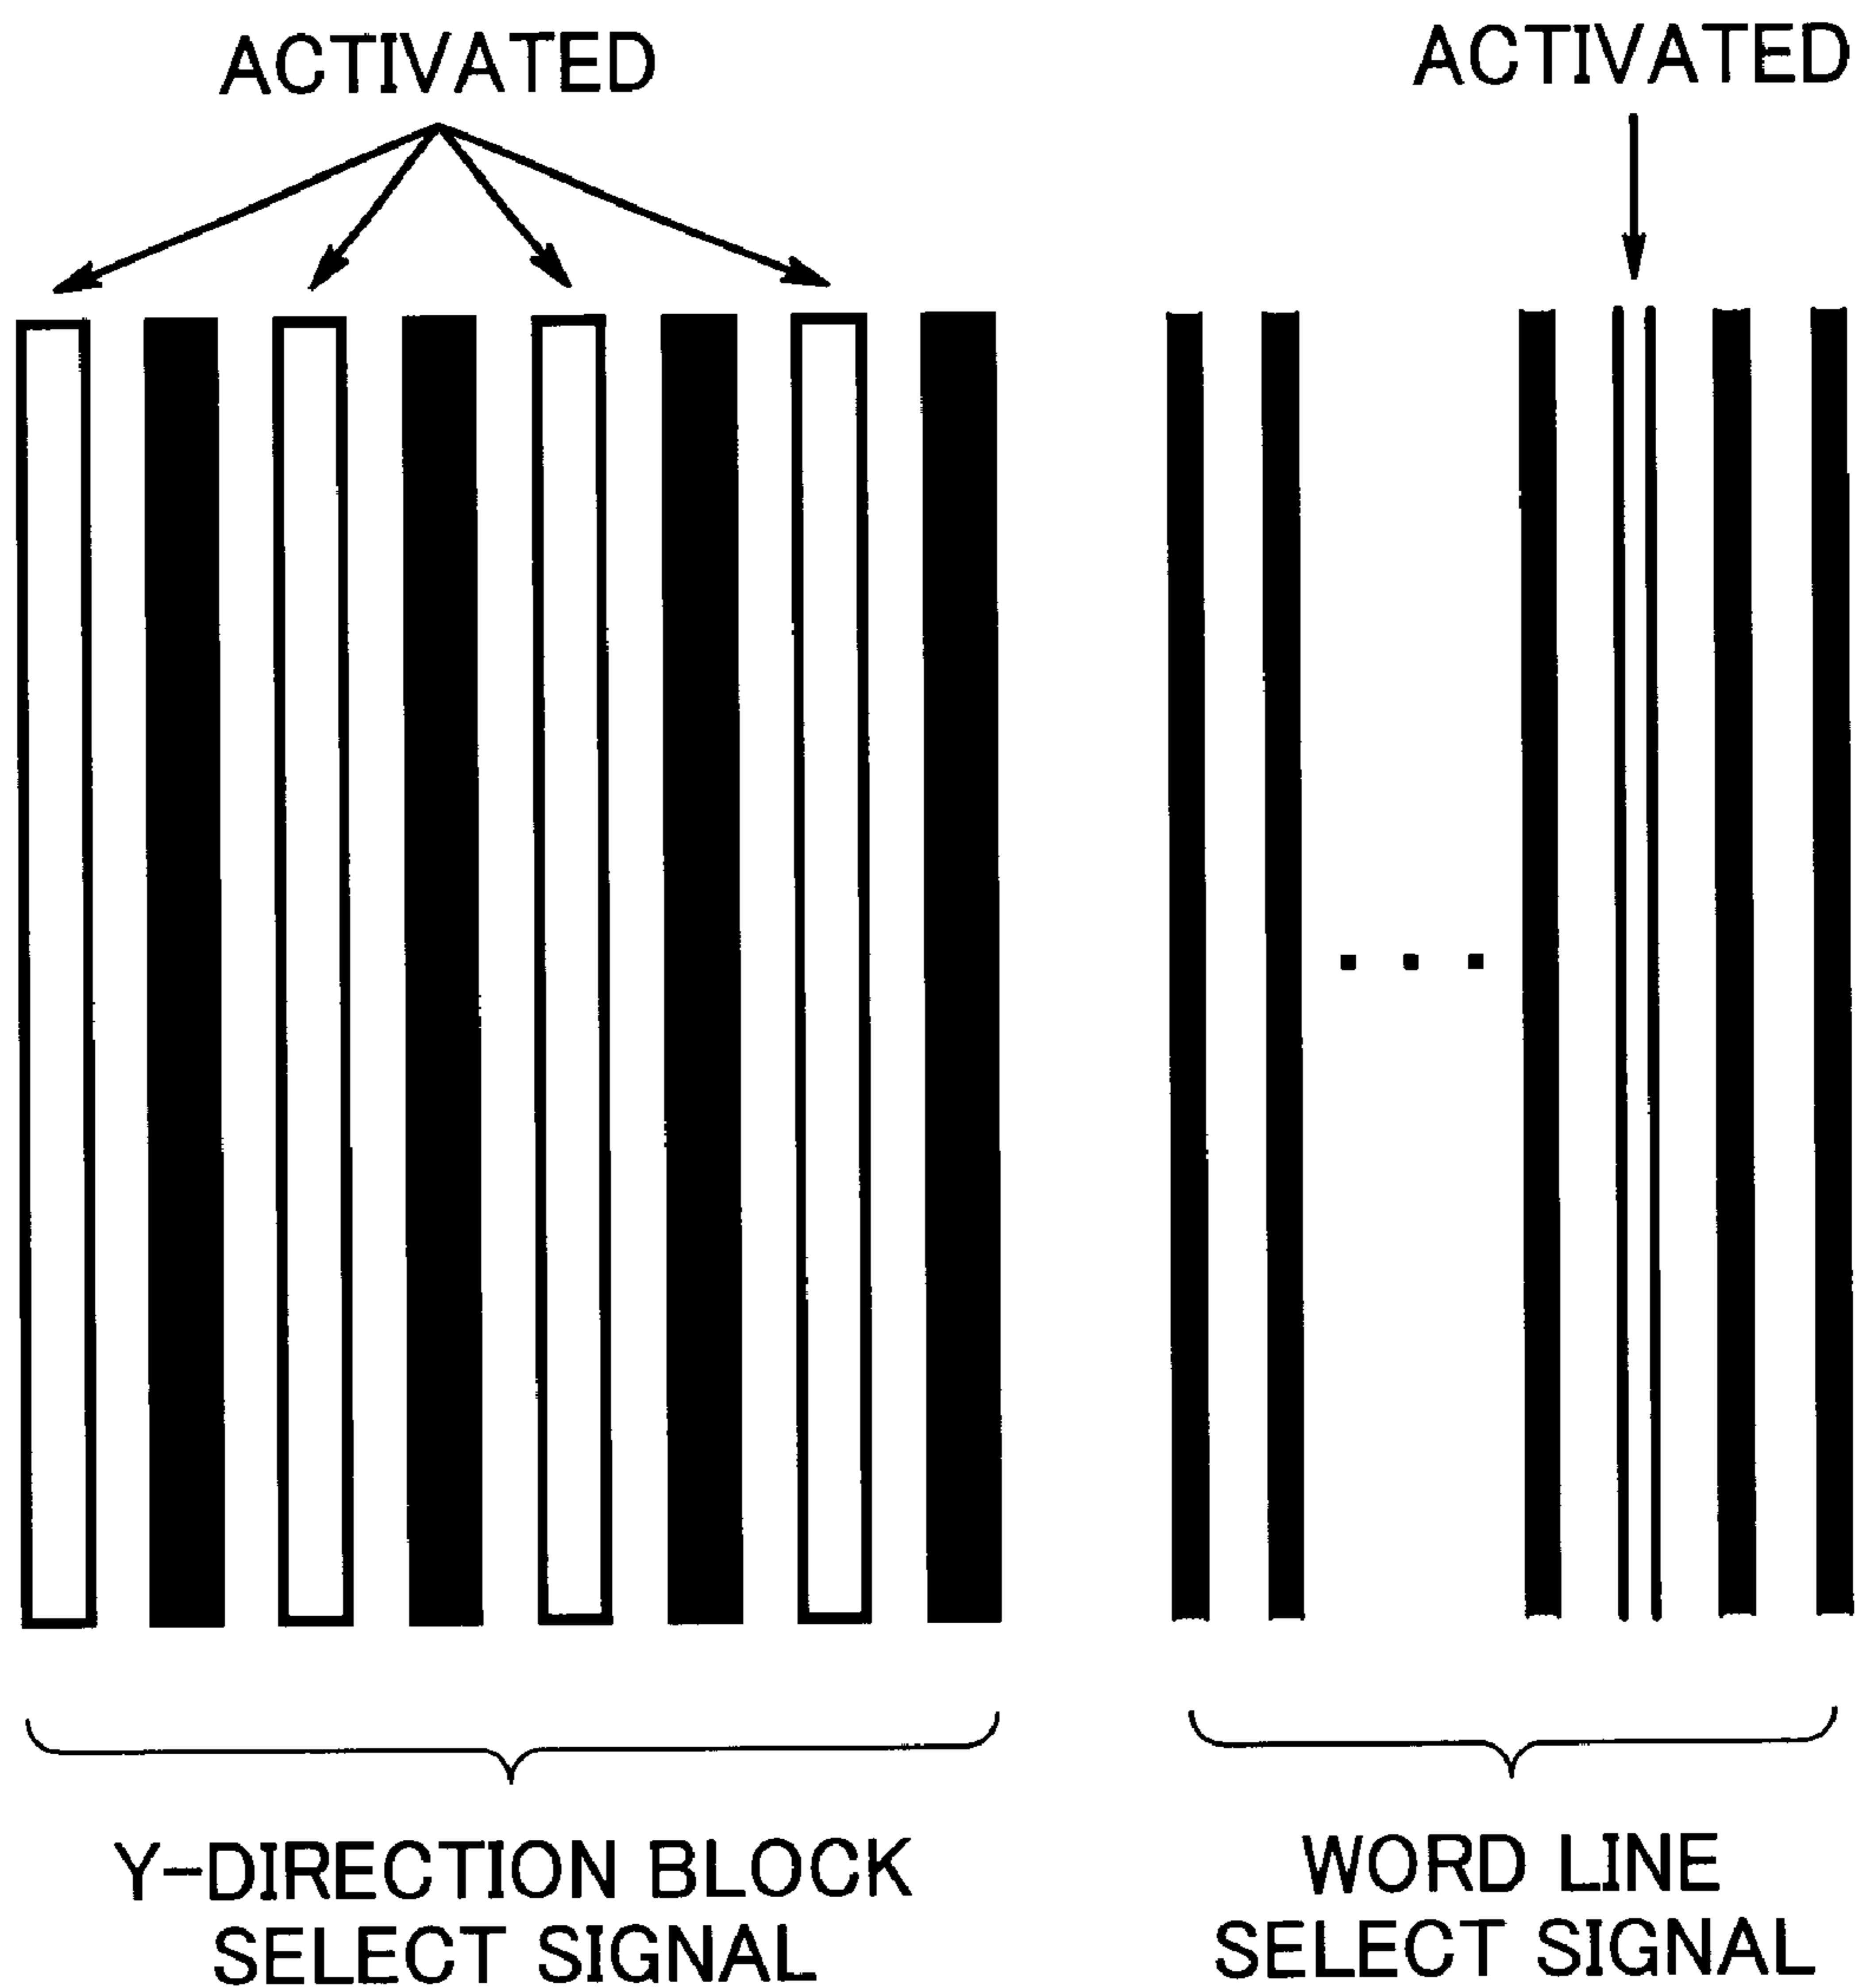 ACTIVATED
ACTIVATED
Y-DIRECTION BLOCK
SELECT SIGNAL
WORD LINE
SELECT SIGNAL